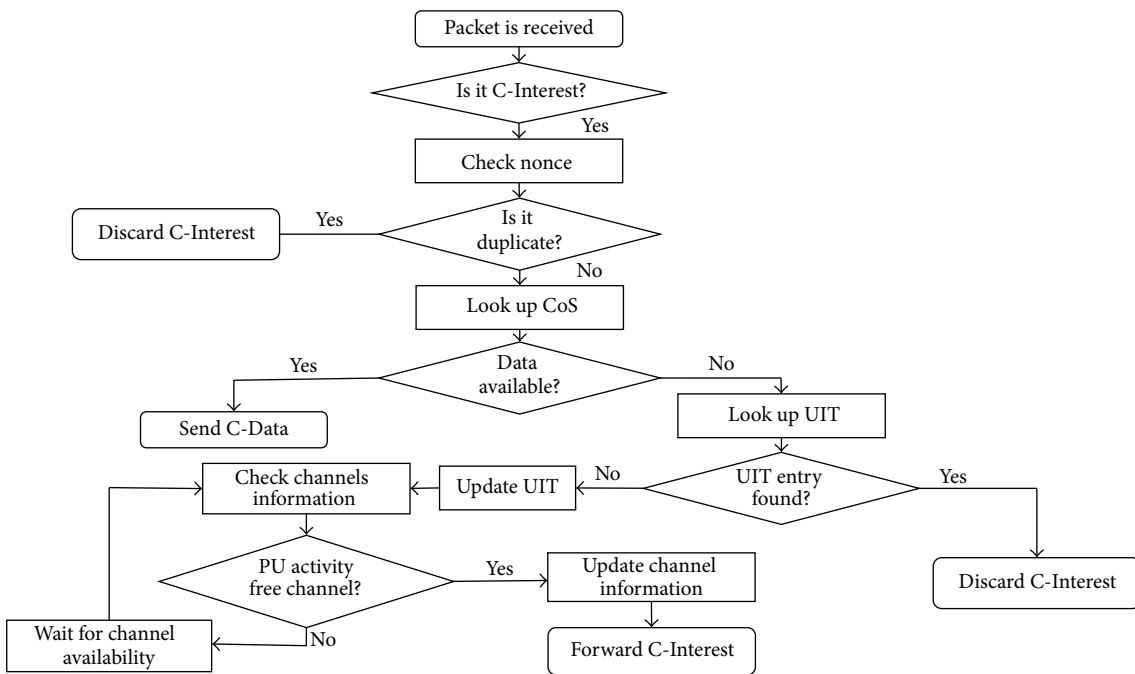 Packet is received
Is it C-Interest?
Yes
Check nonce
Discard C-Interest
Yes
Is it
duplicate?
No
Look up CoS
Yes
Data
available?
No
Send C-Data
Look up UIT
Check channels
information
Update UIT
No
UIT entry
found?
Yes
PU activity
free channel?
Yes
Update channel
information
Discard C-Interest
No
Wait for channel
availability
Forward C-Interest